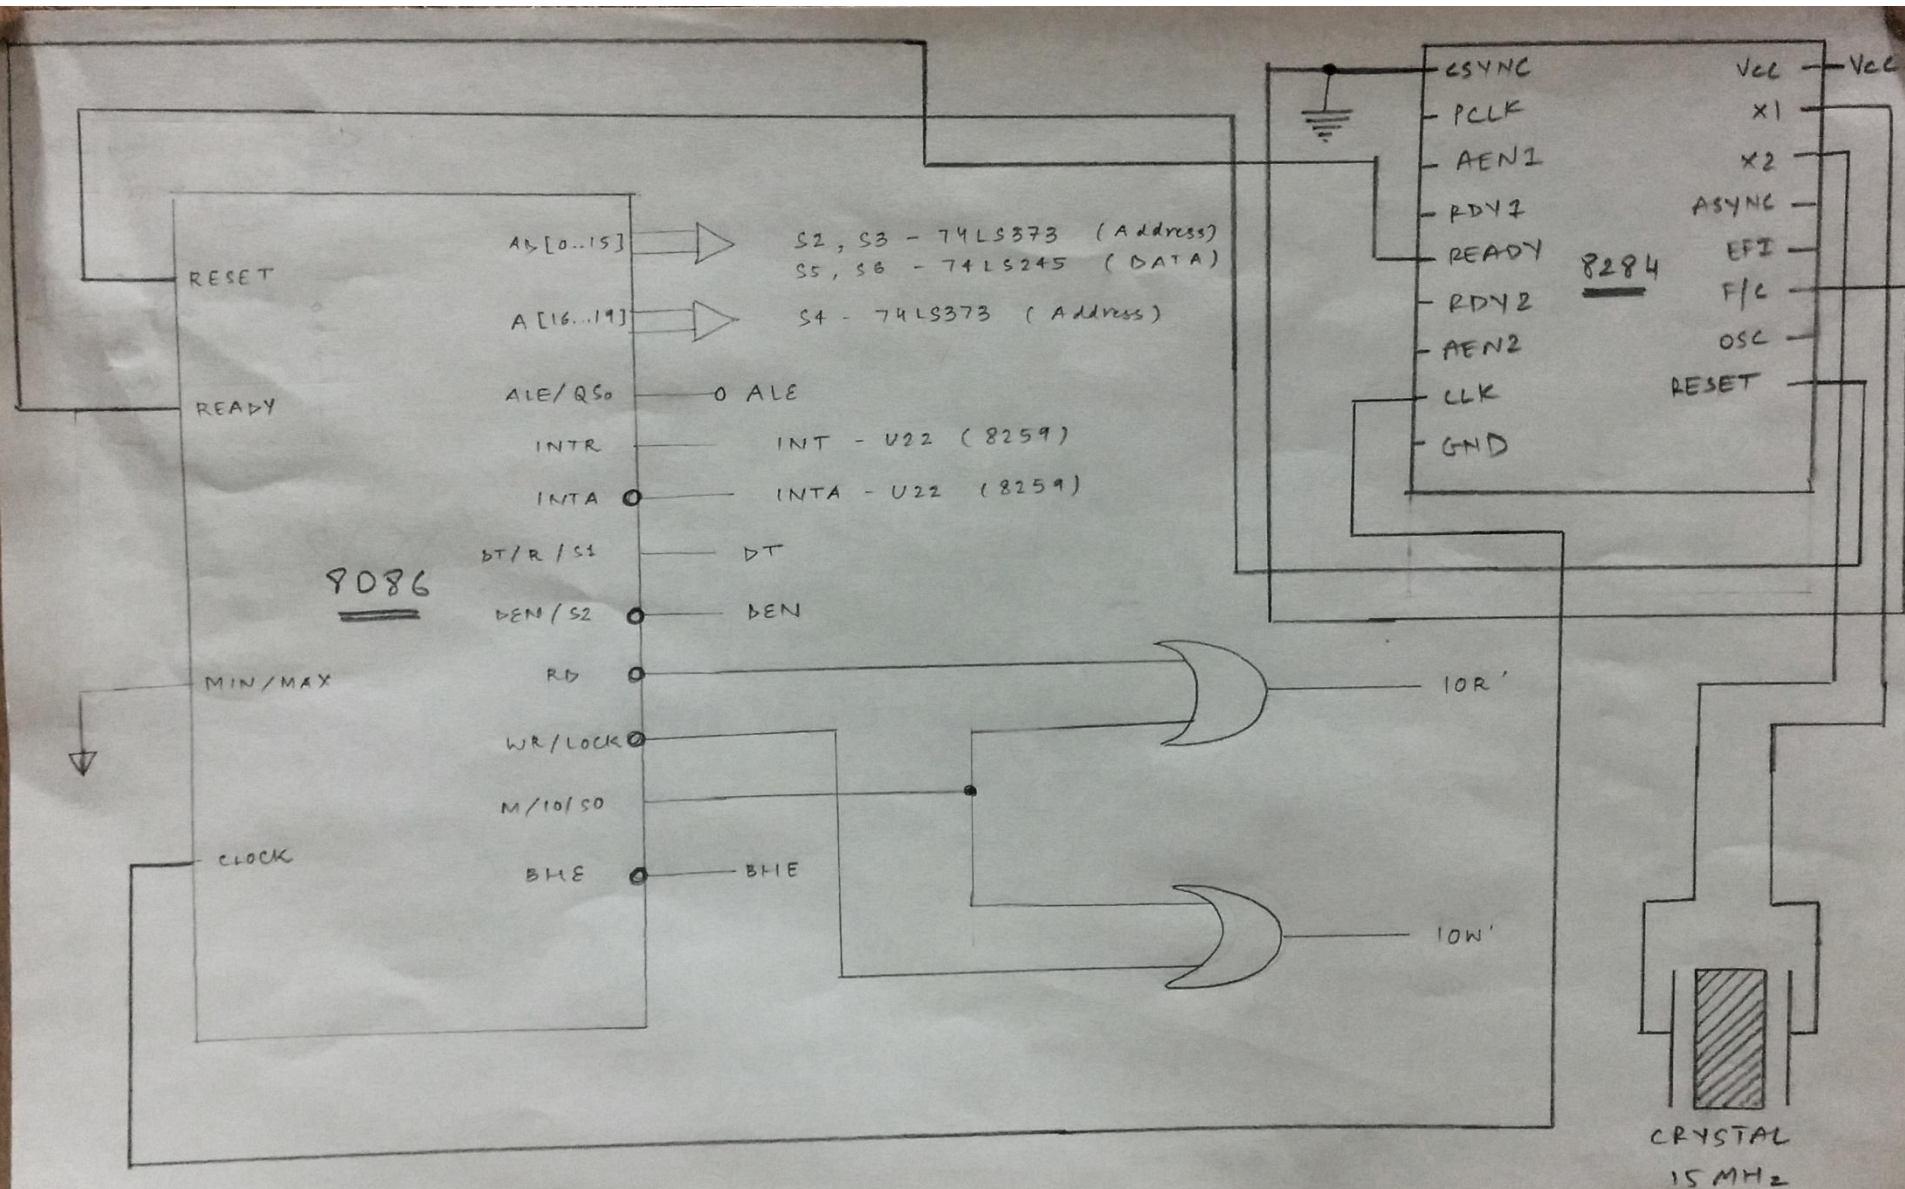 CSYNC
PCLK
AEN1
RDY1
READY
RDY2
AEN2
CLK
GND
8284
VCC
VCC
X1
X2
ASYNC
EFI
F/C
OSC
RESET
RESET
READY
8086
MIN/MAX
CLOCK
AD[0..15]
A[16..19]
ALE/QS0
INTR
INTA
DT/R/S1
DEN/S2
RD
WR/LOCK
M/IO/S0
BHE
S2, S3 - 74LS373 (Address)
S5, S6 - 74LS245 (DATA)
S4 - 74LS373 (Address)
ALE
INT - U22 (8259)
INTA - U22 (8259)
DT
DEN
IOR'
BHE
IOW'
CRYSTAL
15 MHz